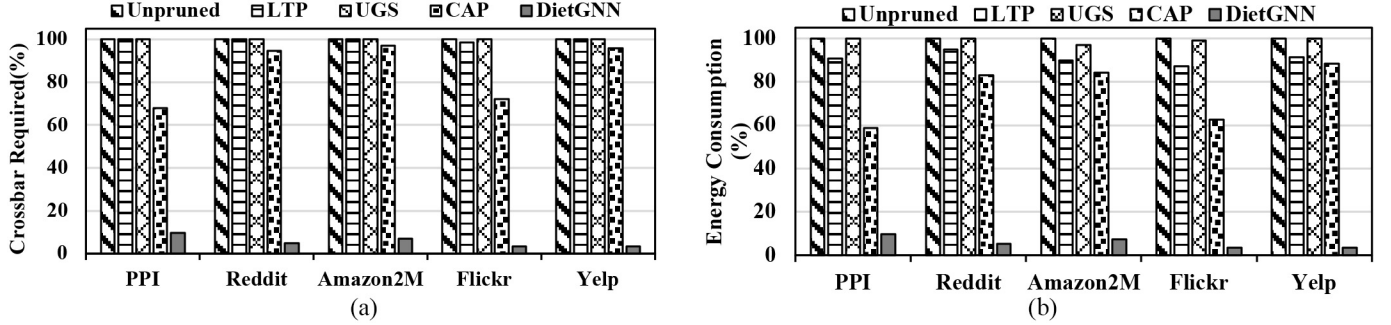 Unpruned LTP UGS CAP DietGNN
Crossbar Required(%)
100
80
60
40
20
0
PPI Reddit Amazon2M Flickr Yelp
(a)
Unpruned LTP UGS CAP DietGNN
Energy Consumption
(%)
100
80
60
40
20
0
PPI Reddit Amazon2M Flickr Yelp
(b)